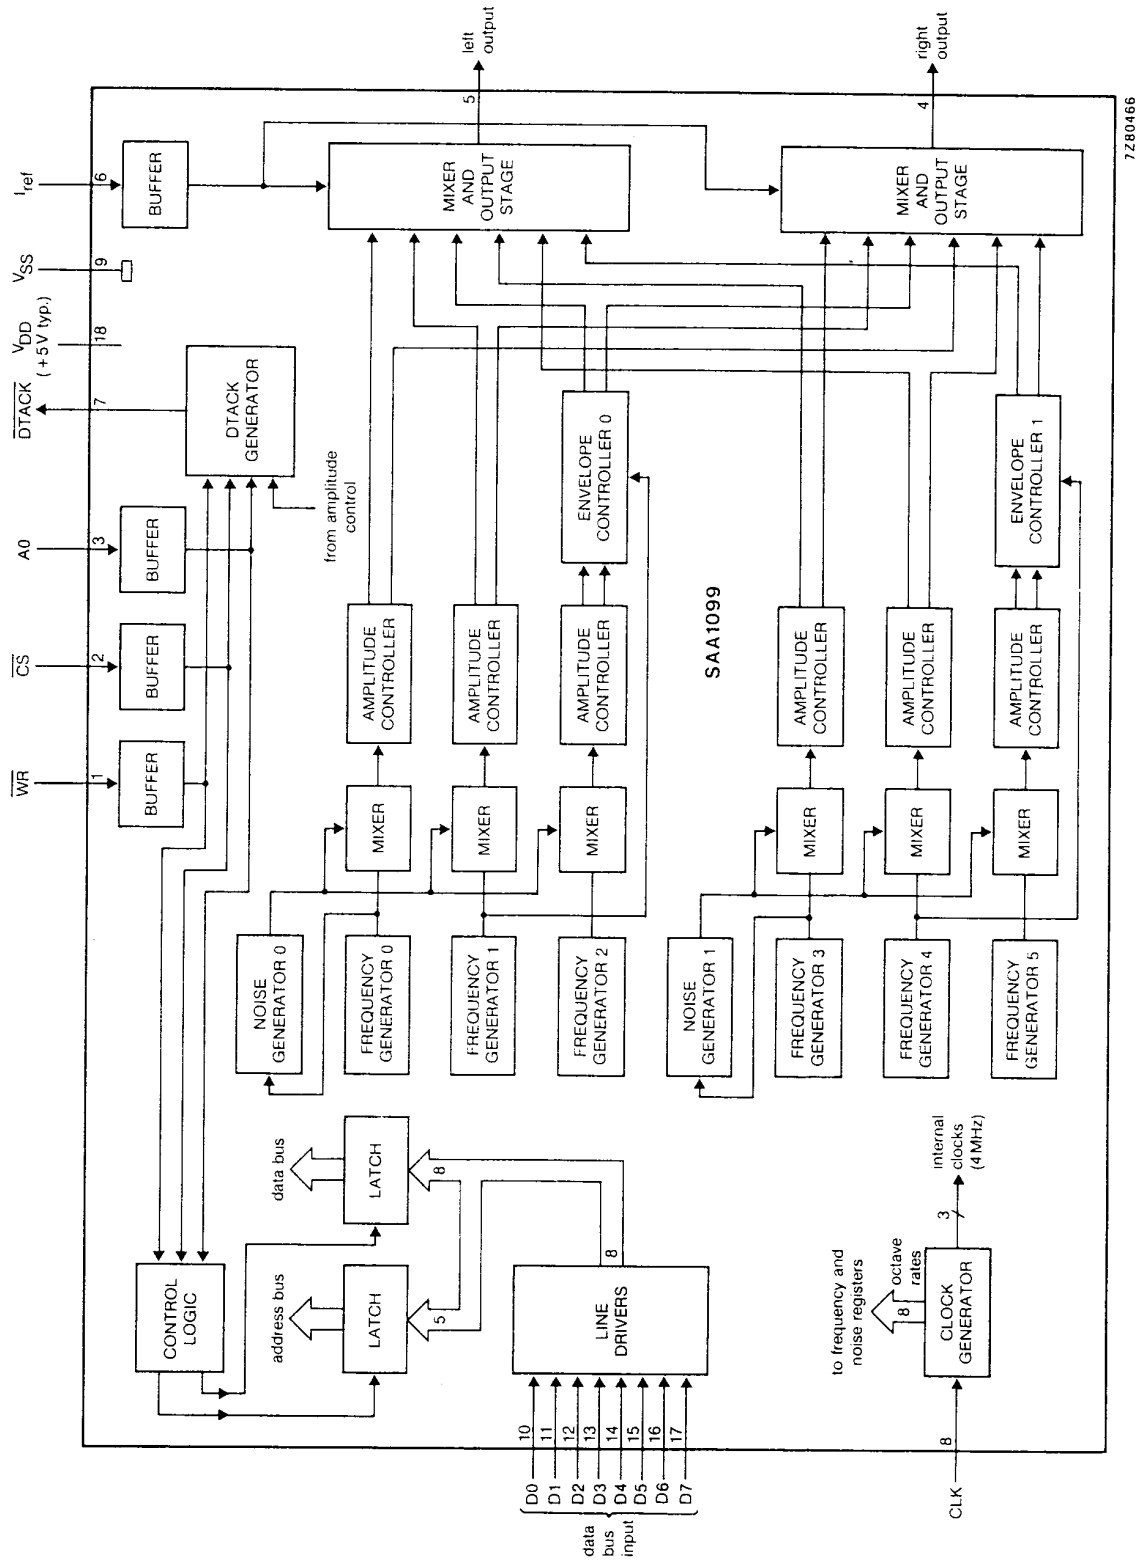 WR
CS
A0
DTACK
VDD
(+5V typ.)
VSS
Iref
1
2
3
7
18
9
6
BUFFER
BUFFER
BUFFER
BUFFER
CONTROL
LOGIC
DTACK
GENERATOR
from amplitude
control
address bus
data bus
LATCH
LATCH
5
8
8
LINE
DRIVERS
data
bus
input
D0
D1
D2
D3
D4
D5
D6
D7
10
11
12
13
14
15
16
17
NOISE
GENERATOR 0
FREQUENCY
GENERATOR 0
FREQUENCY
GENERATOR 1
FREQUENCY
GENERATOR 2
MIXER
MIXER
MIXER
AMPLITUDE
CONTROLLER
AMPLITUDE
CONTROLLER
AMPLITUDE
CONTROLLER
ENVELOPE
CONTROLLER 0
MIXER
AND
OUTPUT
STAGE
5
left
output
SAA1099
NOISE
GENERATOR 1
FREQUENCY
GENERATOR 3
FREQUENCY
GENERATOR 4
FREQUENCY
GENERATOR 5
MIXER
MIXER
MIXER
AMPLITUDE
CONTROLLER
AMPLITUDE
CONTROLLER
AMPLITUDE
CONTROLLER
ENVELOPE
CONTROLLER 1
MIXER
AND
OUTPUT
STAGE
4
right
output
to frequency and
noise registers
8
octave
rates
CLOCK
GENERATOR
3
internal
clocks
(4 MHz)
CLK
8
7Z80466